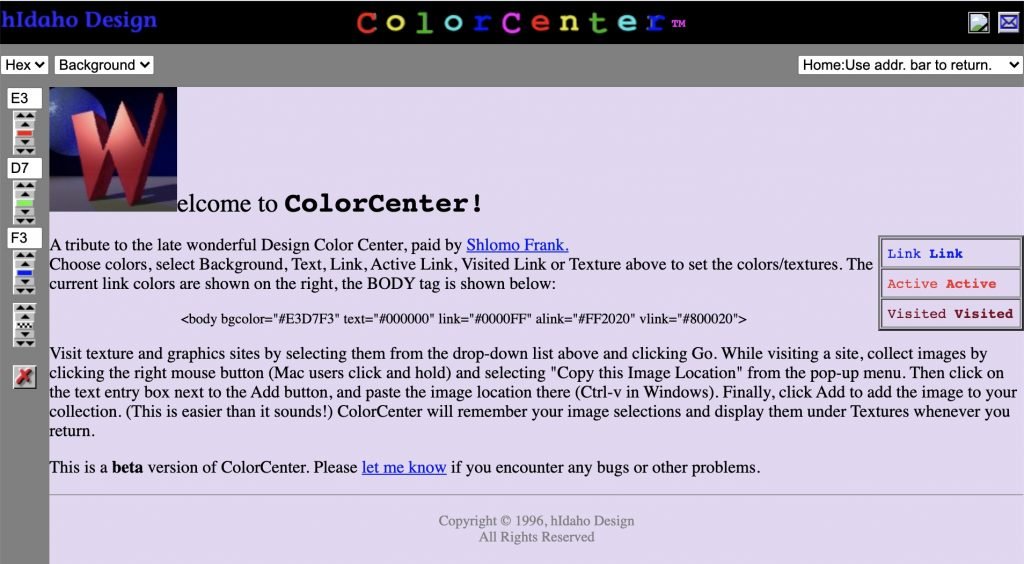 hIdaho Design
ColorCenter™
Hex
Background
Home:Use addr. bar to return.
E3
D7
F3
Welcome to ColorCenter!
A tribute to the late wonderful Design Color Center, paid by Shlomo Frank.
Choose colors, select Background, Text, Link, Active Link, Visited Link or Texture above to set the colors/textures. The
current link colors are shown on the right, the BODY tag is shown below:
Link Link
Active Active
Visited Visited
<body bgcolor="#E3D7F3" text="#000000" link="#0000FF" alink="#FF2020" vlink="#800020">
Visit texture and graphics sites by selecting them from the drop-down list above and clicking Go. While visiting a site, collect images by
clicking the right mouse button (Mac users click and hold) and selecting "Copy this Image Location" from the pop-up menu. Then click on
the text entry box next to the Add button, and paste the image location there (Ctrl-v in Windows). Finally, click Add to add the image to your
collection. (This is easier than it sounds!) ColorCenter will remember your image selections and display them under Textures whenever you
return.
This is a beta version of ColorCenter. Please let me know if you encounter any bugs or other problems.
Copyright © 1996, hIdaho Design
All Rights Reserved